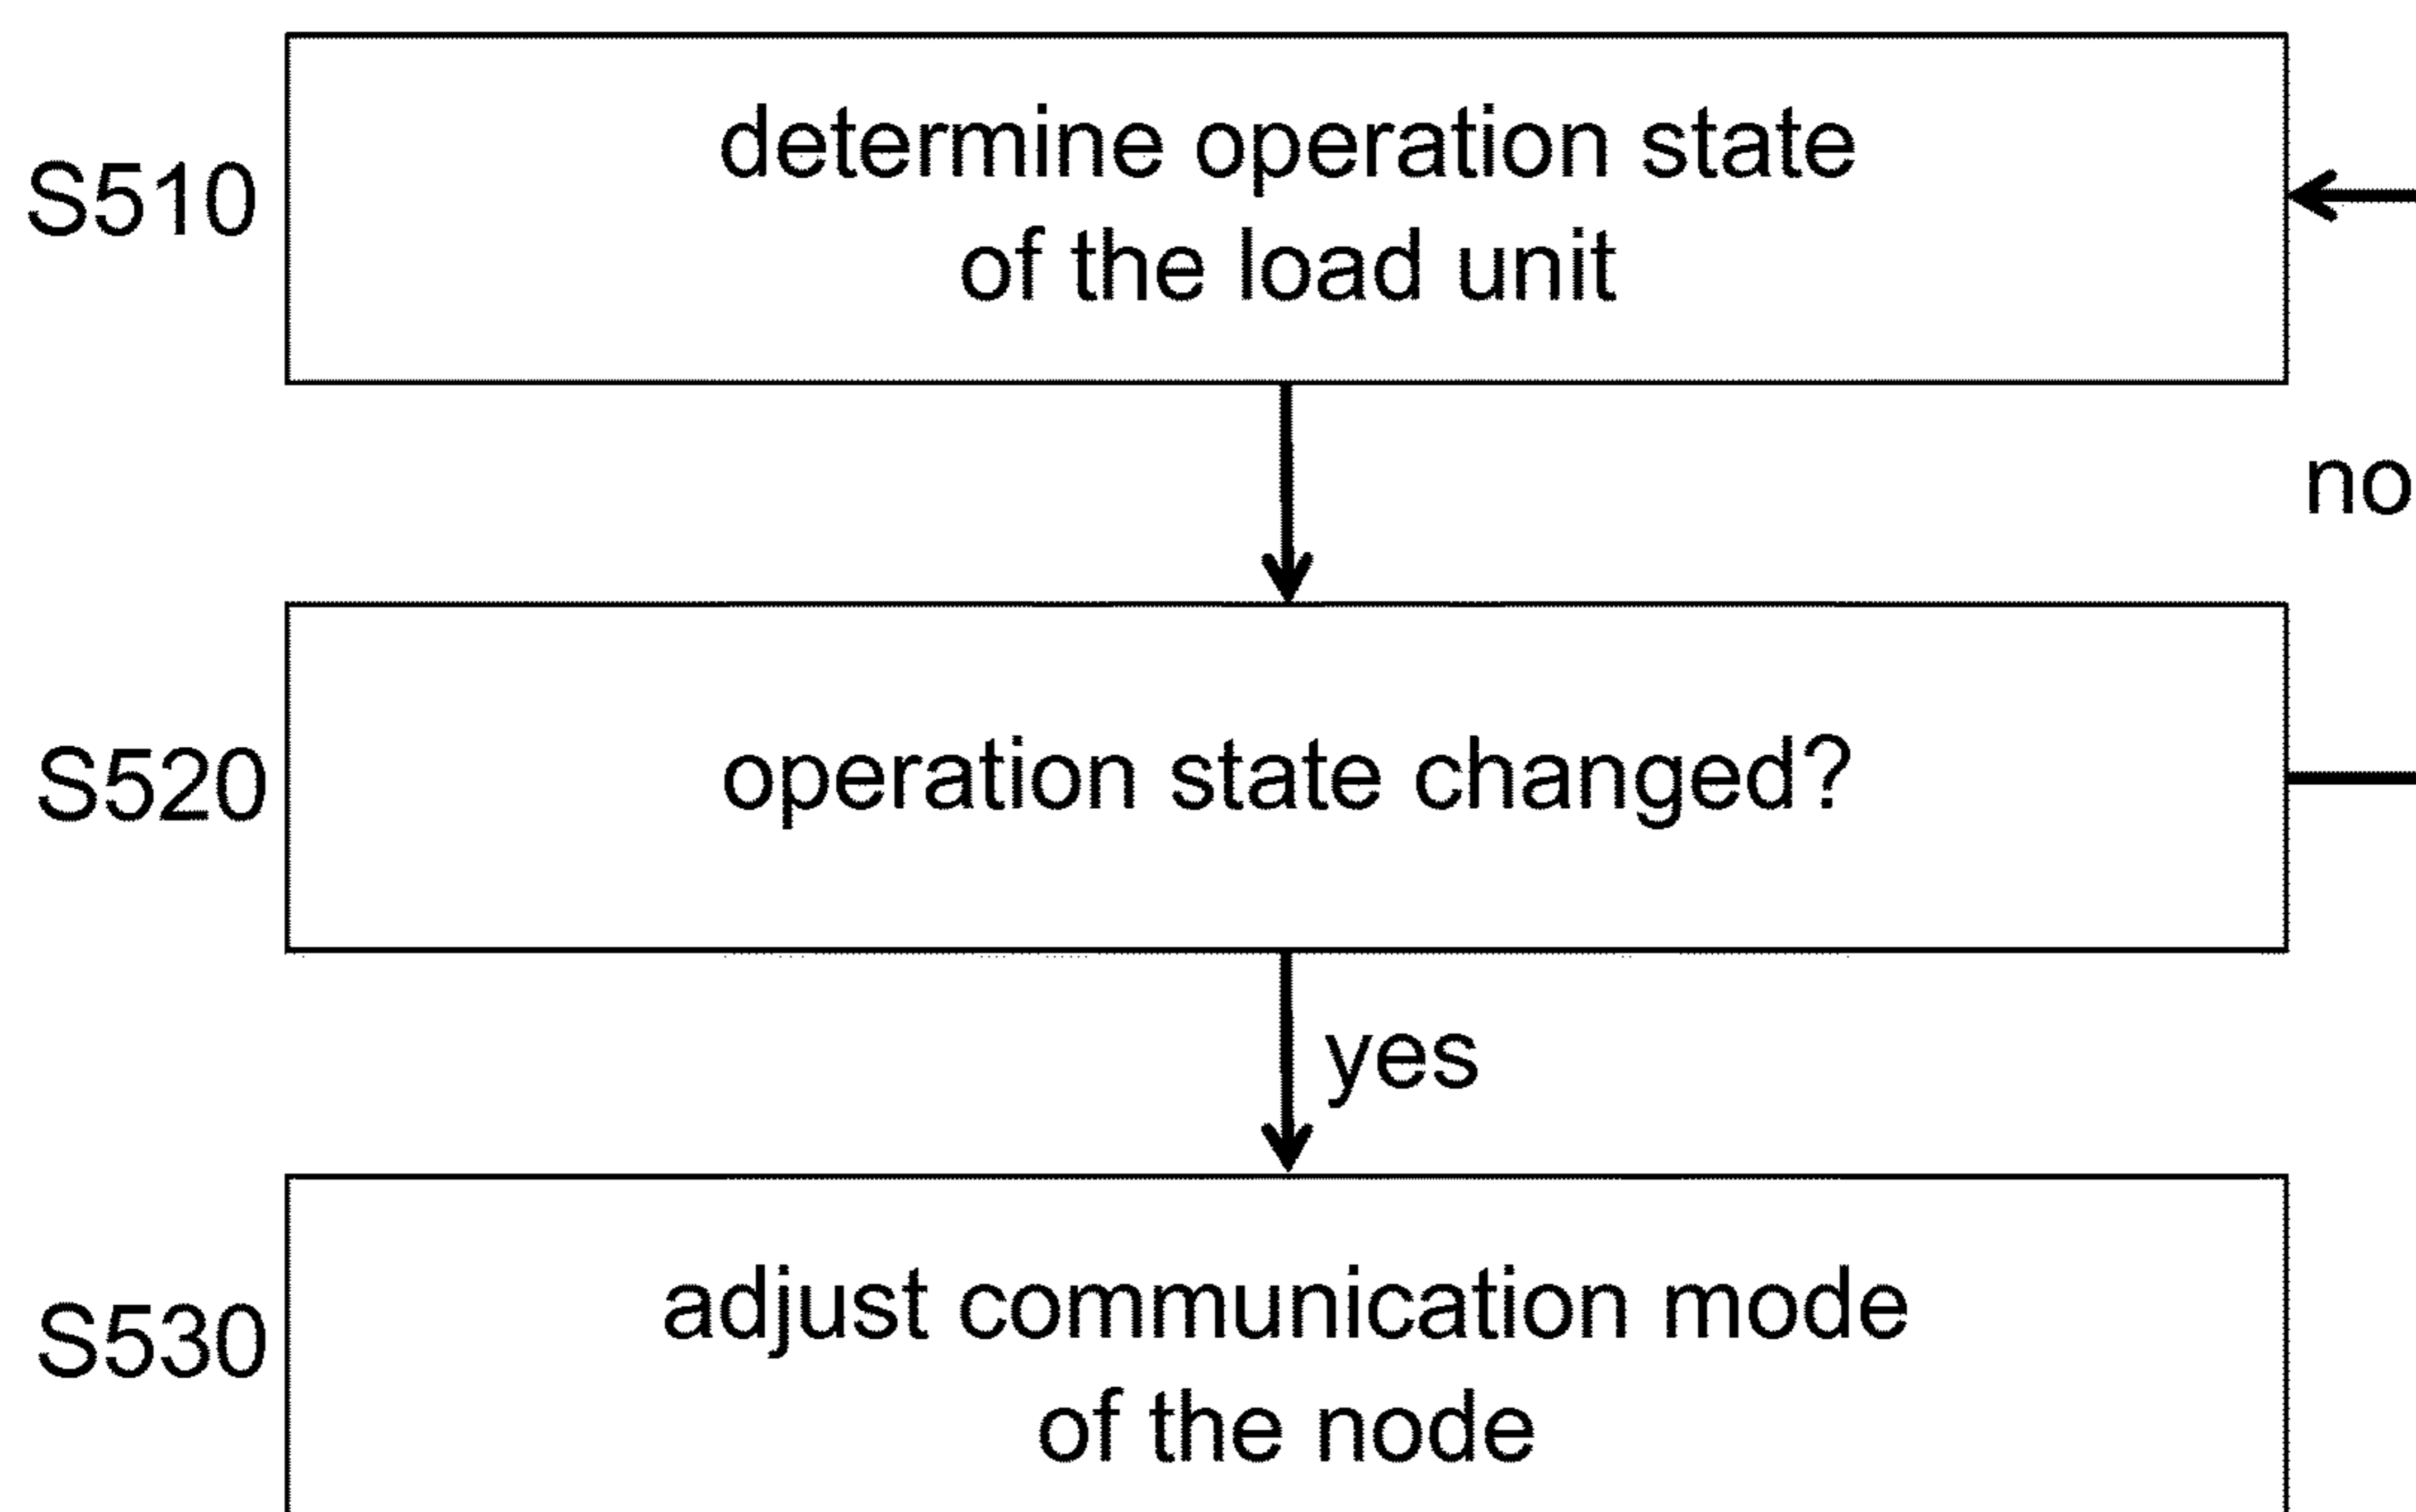 S510
determine operation state
of the load unit
no
S520
operation state changed?
yes
S530
adjust communication mode
of the node